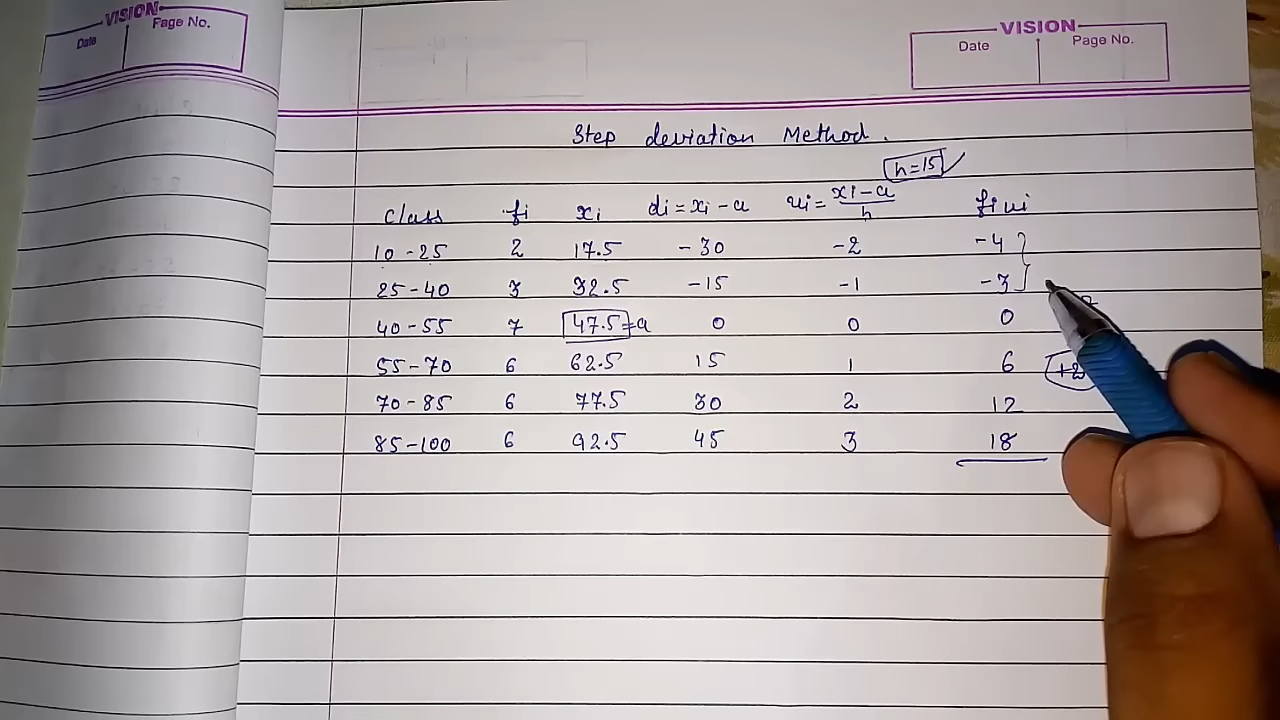 VISION
Date Page No.
VISION
Date Page No.
Step deviation Method.
h=15
Class fi xi di = xi - a ui = xi - a / h fiui
10 - 25 2 17.5 - 30 - 2 - 4
25 - 40 3 32.5 - 15 - 1 - 3
40 - 55 7 47.5 = a 0 0 0
55 - 70 6 62.5 15 1 6
70 - 85 6 77.5 30 2 12
85 - 100 6 92.5 45 3 18